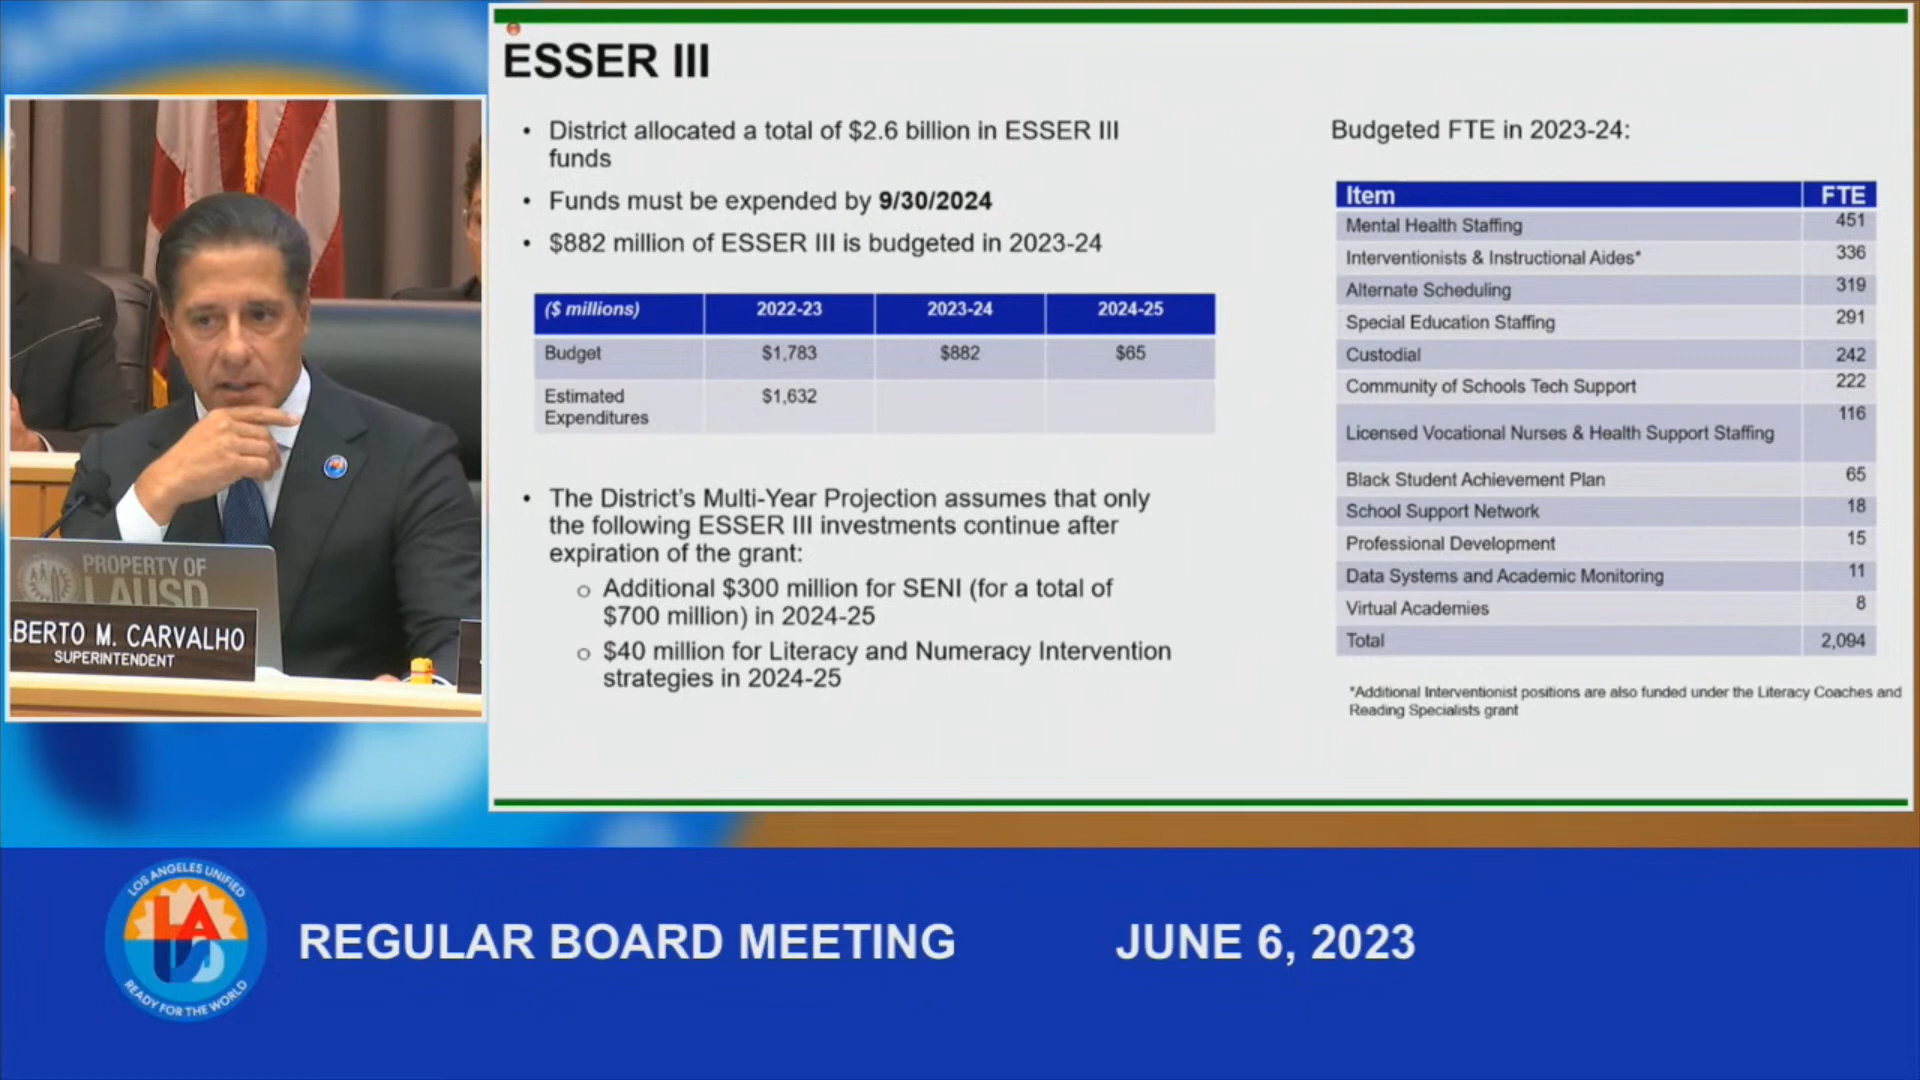 ESSER III
• District allocated a total of $2.6 billion in ESSER III
funds
• Funds must be expended by 9/30/2024
• $882 million of ESSER III is budgeted in 2023-24
($ millions) 2022-23 2023-24 2024-25
Budget $1,783 $882 $65
Estimated
Expenditures $1,632
• The District's Multi-Year Projection assumes that only
the following ESSER III investments continue after
expiration of the grant:
o Additional $300 million for SENI (for a total of
$700 million) in 2024-25
o $40 million for Literacy and Numeracy Intervention
strategies in 2024-25
Budgeted FTE in 2023-24:
Item FTE
Mental Health Staffing 451
Interventionists & Instructional Aides* 336
Alternate Scheduling 319
Special Education Staffing 291
Custodial 242
Community of Schools Tech Support 222
Licensed Vocational Nurses & Health Support Staffing 116
Black Student Achievement Plan 65
School Support Network 18
Professional Development 15
Data Systems and Academic Monitoring 11
Virtual Academies 8
Total 2,094
*Additional Interventionist positions are also funded under the Literacy Coaches and
Reading Specialists grant
PROPERTY OF
LAUSD
LBERTO M. CARVALHO
SUPERINTENDENT
LOS ANGELES UNIFIED
LA
US
READY FOR THE WORLD
REGULAR BOARD MEETING JUNE 6, 2023